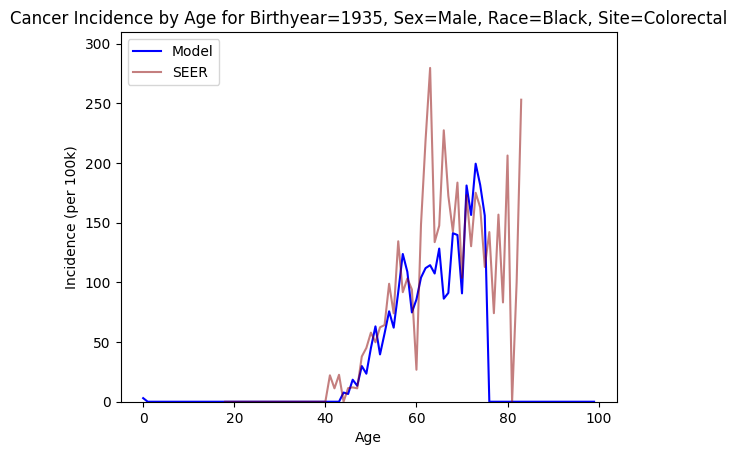 Cancer Incidence by Age for Birthyear=1935, Sex=Male, Race=Black, Site=Colorectal
Model
SEER
Incidence (per 100k)
300
250
200
150
100
50
0
0 20 40 60 80 100
Age